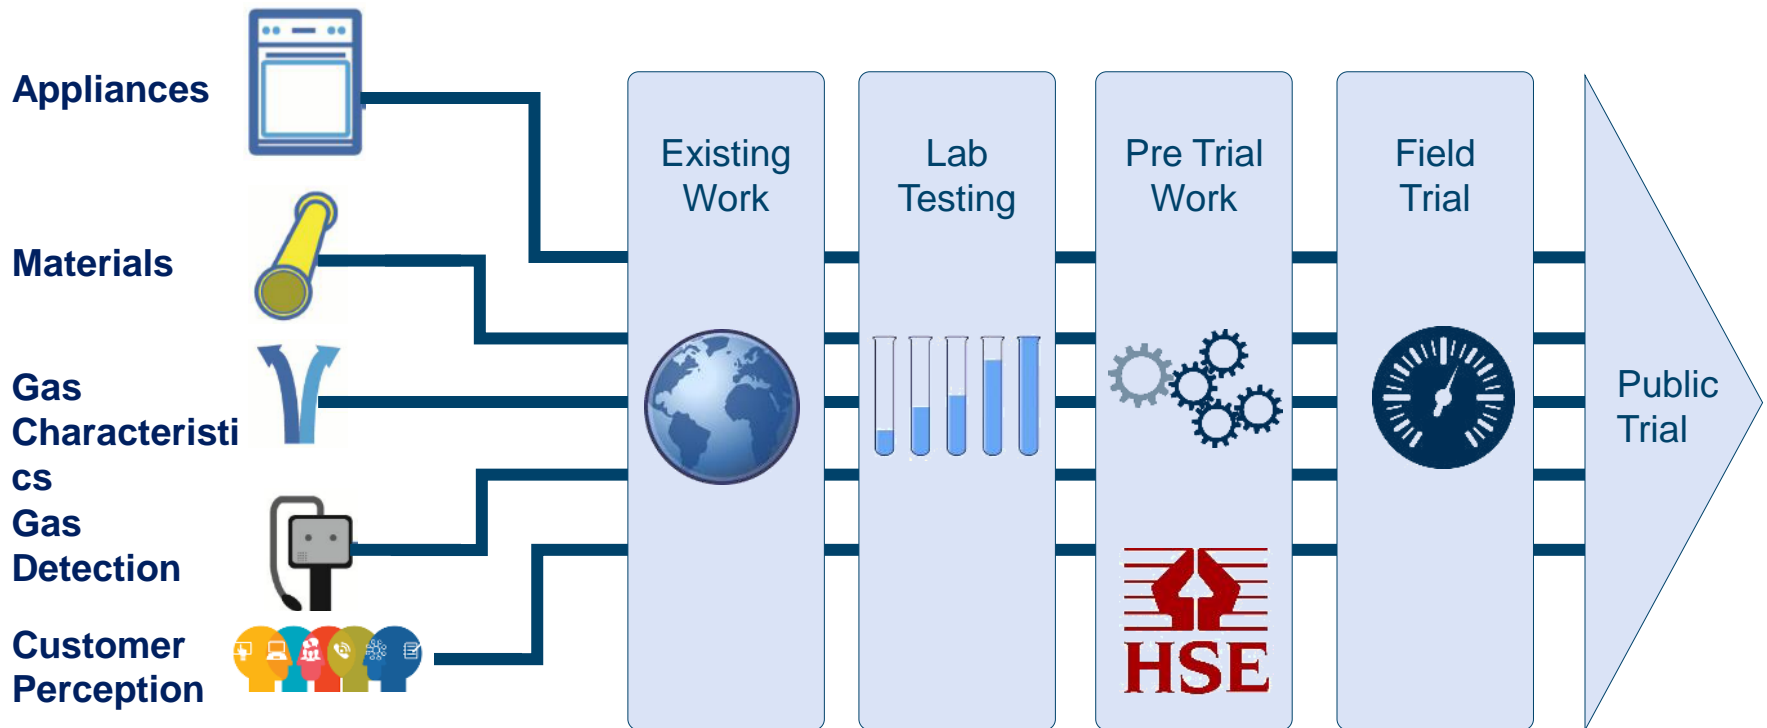 Appliances
Materials
Gas
Characteristi
cs
Gas
Detection
Customer
Perception
Existing
Work
Lab
Testing
Pre Trial
Work
HSE
Field
Trial
Public
Trial